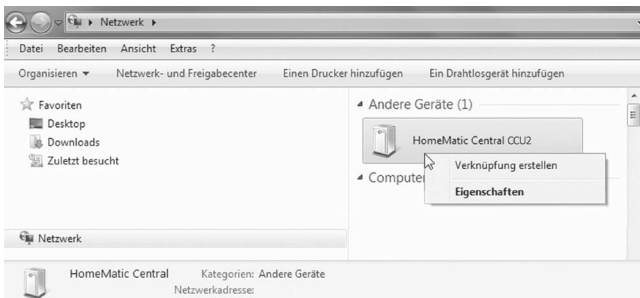 Netzwerk
Datei Bearbeiten Ansicht Extras ?
Organisieren Netzwerk- und Freigabecenter Einen Drucker hinzufügen Ein Drahtlosgerät hinzufügen
Favoriten
Desktop
Downloads
Zuletzt besucht
Netzwerk
Andere Geräte (1)
HomeMatic Central CCU2
Verknüpfung erstellen
Eigenschaften
Compute
HomeMatic Central Kategorien: Andere Geräte
Netzwerkadresse: